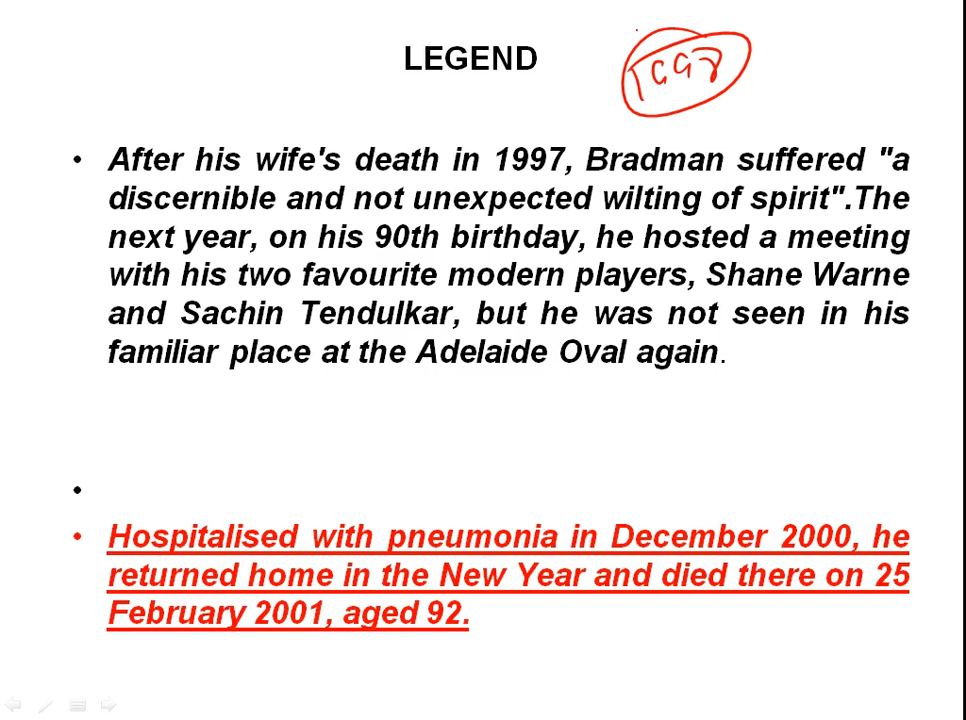 LEGEND
1997
• After his wife's death in 1997, Bradman suffered "a
discernible and not unexpected wilting of spirit".The
next year, on his 90th birthday, he hosted a meeting
with his two favourite modern players, Shane Warne
and Sachin Tendulkar, but he was not seen in his
familiar place at the Adelaide Oval again.
•
• Hospitalised with pneumonia in December 2000, he
returned home in the New Year and died there on 25
February 2001, aged 92.